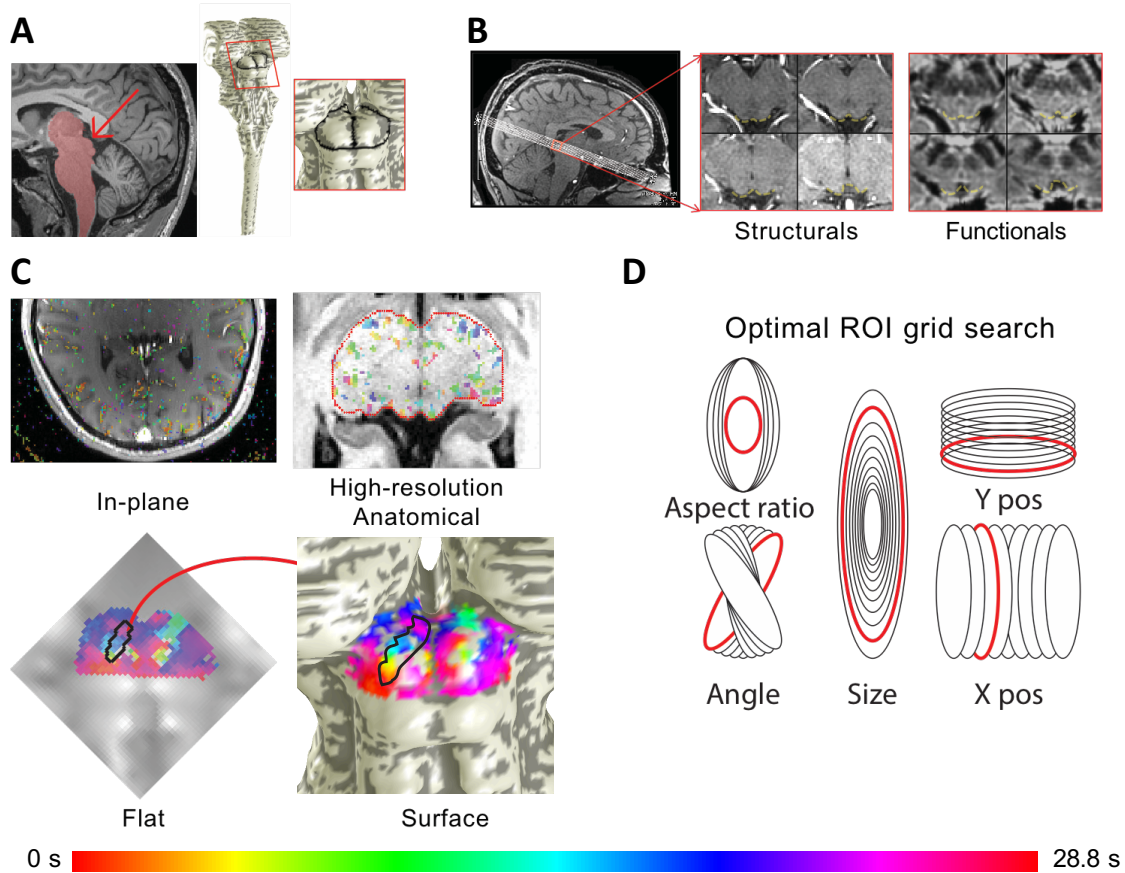 A
B
Structurals
Functionals
C
D
In-plane
High-resolution
Anatomical
Optimal ROI grid search
Aspect ratio
Y pos
Angle
Size
X pos
Flat
Surface
0 s
28.8 s